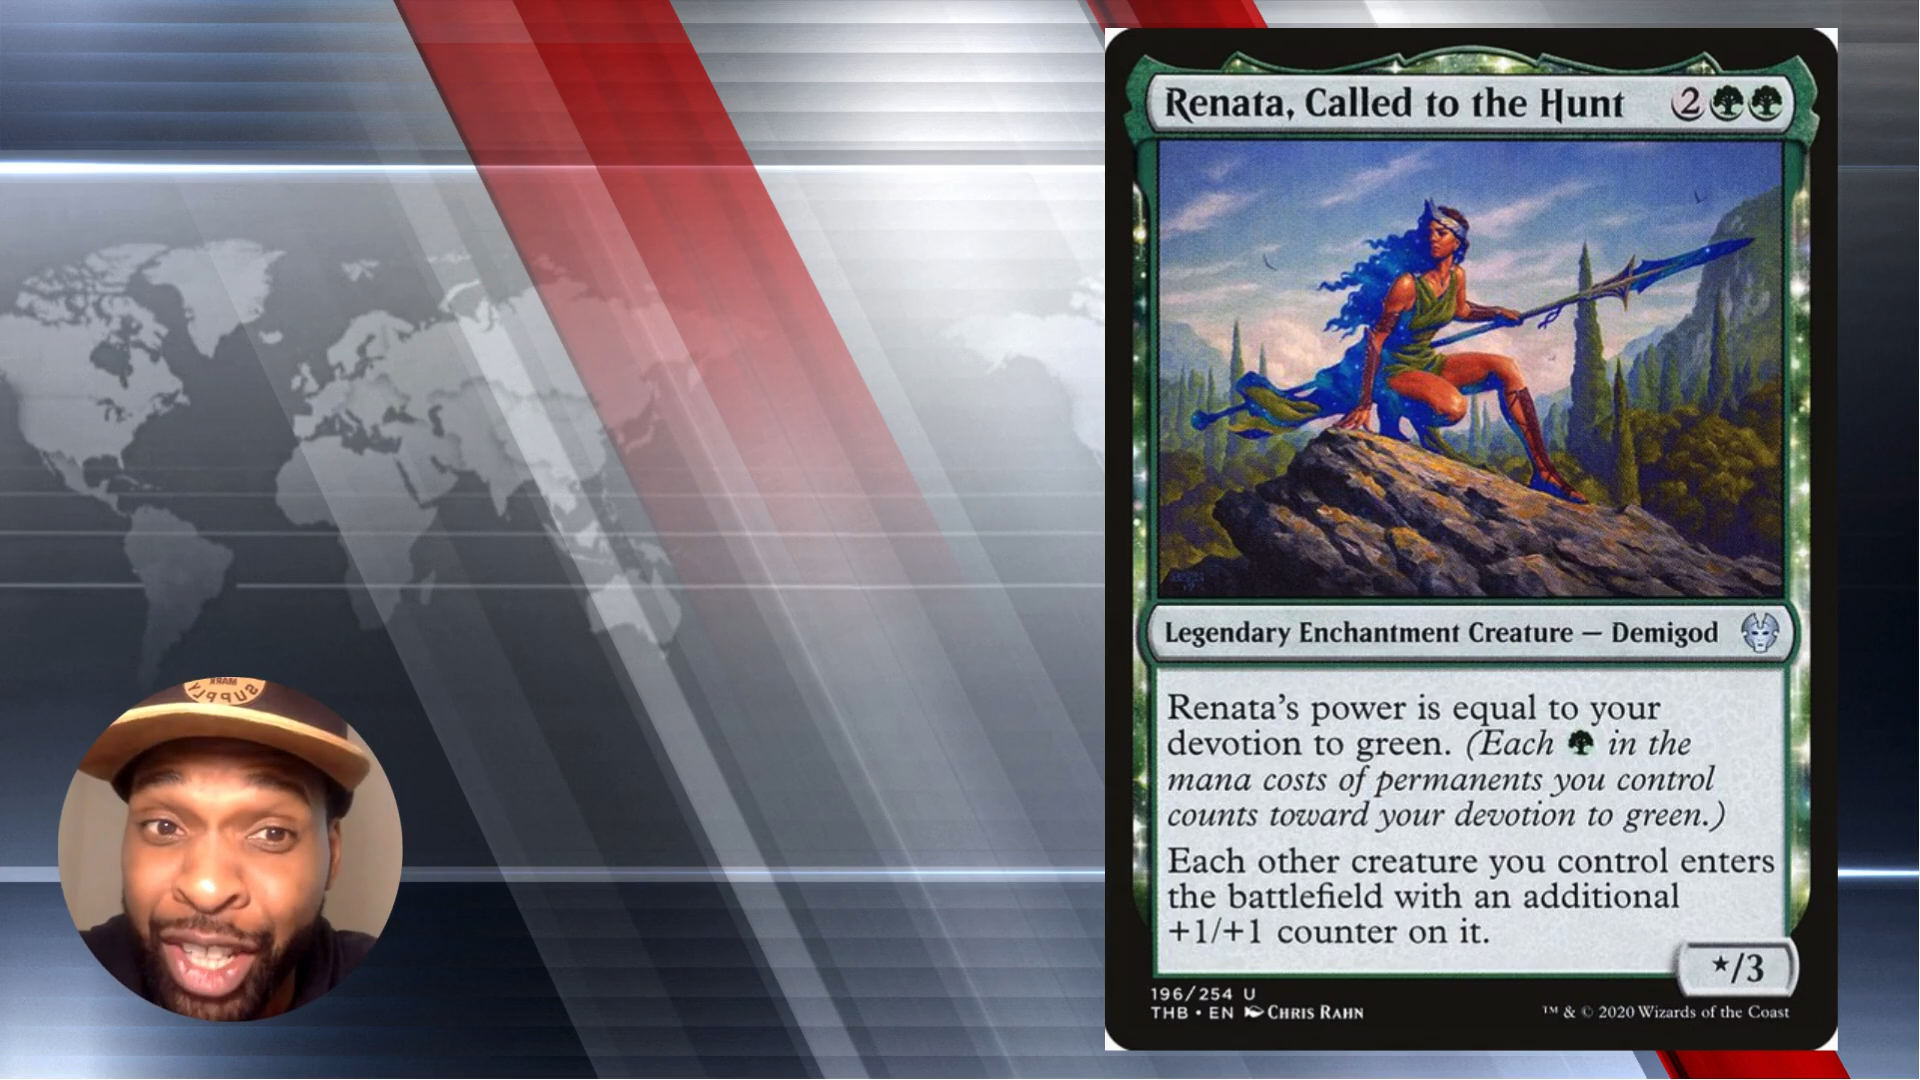 Renata, Called to the Hunt 2
Legendary Enchantment Creature — Demigod
Renata's power is equal to your
devotion to green. (Each in the
mana costs of permanents you control
counts toward your devotion to green.)
Each other creature you control enters
the battlefield with an additional
+1/+1 counter on it.
★/3
196/254 U
THB • EN Chris Rahn
™ & © 2020 Wizards of the Coast
MARK
SUPPLY